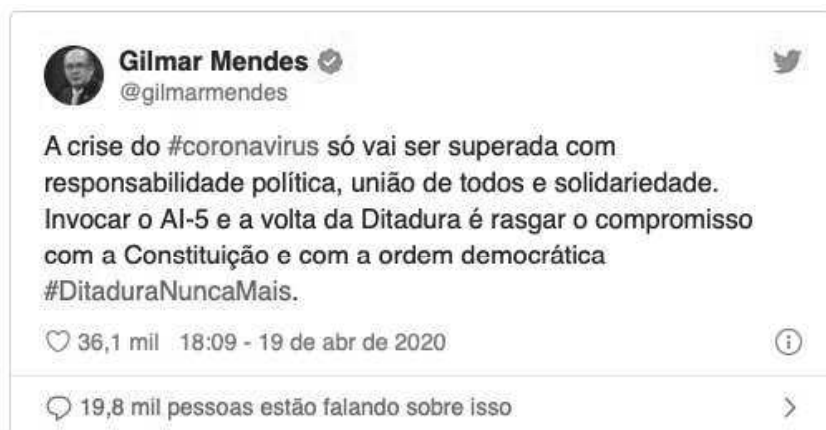 Gilmar Mendes
@gilmarmendes
A crise do #coronavirus só vai ser superada com
responsabilidade política, união de todos e solidariedade.
Invocar o AI-5 e a volta da Ditadura é rasgar o compromisso
com a Constituição e com a ordem democrática
#DitaduraNuncaMais.
36,1 mil 18:09 - 19 de abr de 2020
19,8 mil pessoas estão falando sobre isso